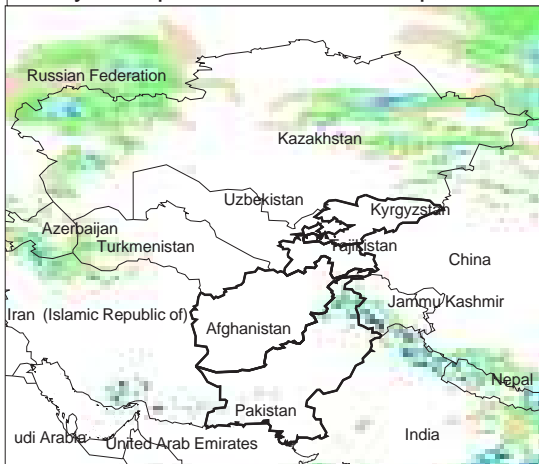 Russian Federation
Kazakhstan
Uzbekistan
Kyrgyzstan
Azerbaijan
Turkmenistan
Tajikistan
China
Iran (Islamic Republic of)
Jammu/Kashmir
Afghanistan
Nepal
Pakistan
udi Arabia
United Arab Emirates
India